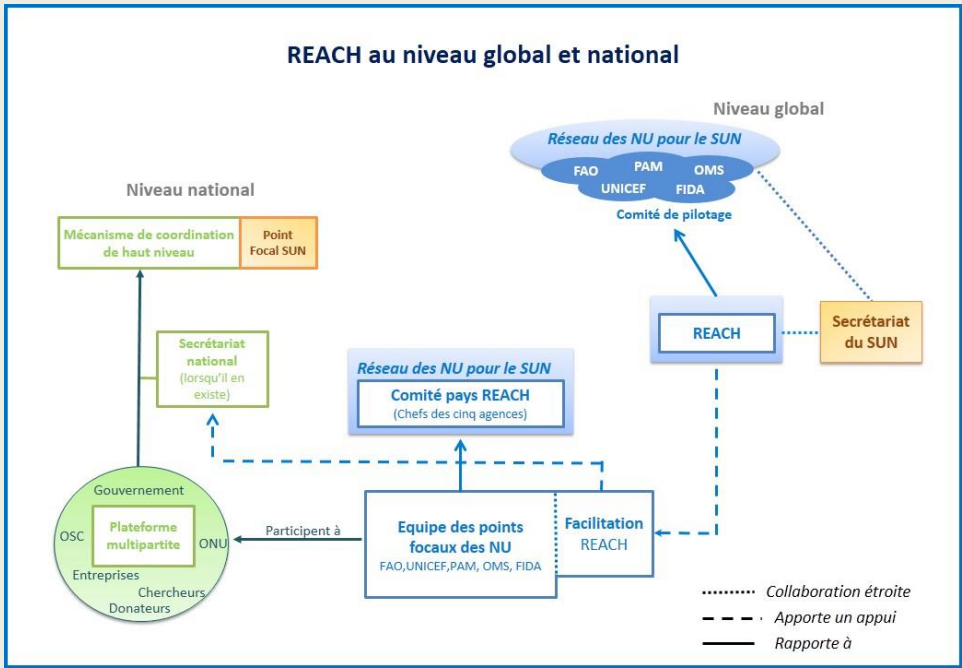 REACH au niveau global et national
Niveau global
Réseau des NU pour le SUN
FAO
PAM
OMS
UNICEF
FIDA
Comité de pilotage
Niveau national
Mécanisme de coordination
de haut niveau
Point
Focal SUN
REACH
Secrétariat
du SUN
Secrétariat
national
(lorsqu'il en
existe)
Réseau des NU pour le SUN
Comité pays REACH
(Chefs des cinq agences)
Gouvernement
OSC
Plateforme
multipartite
ONU
Entreprises
Chercheurs
Donateurs
Participent à
Equipe des points
focaux des NU
FAO,UNICEF,PAM, OMS, FIDA
Facilitation
REACH
Collaboration étroite
Apporte un appui
Rapporte à